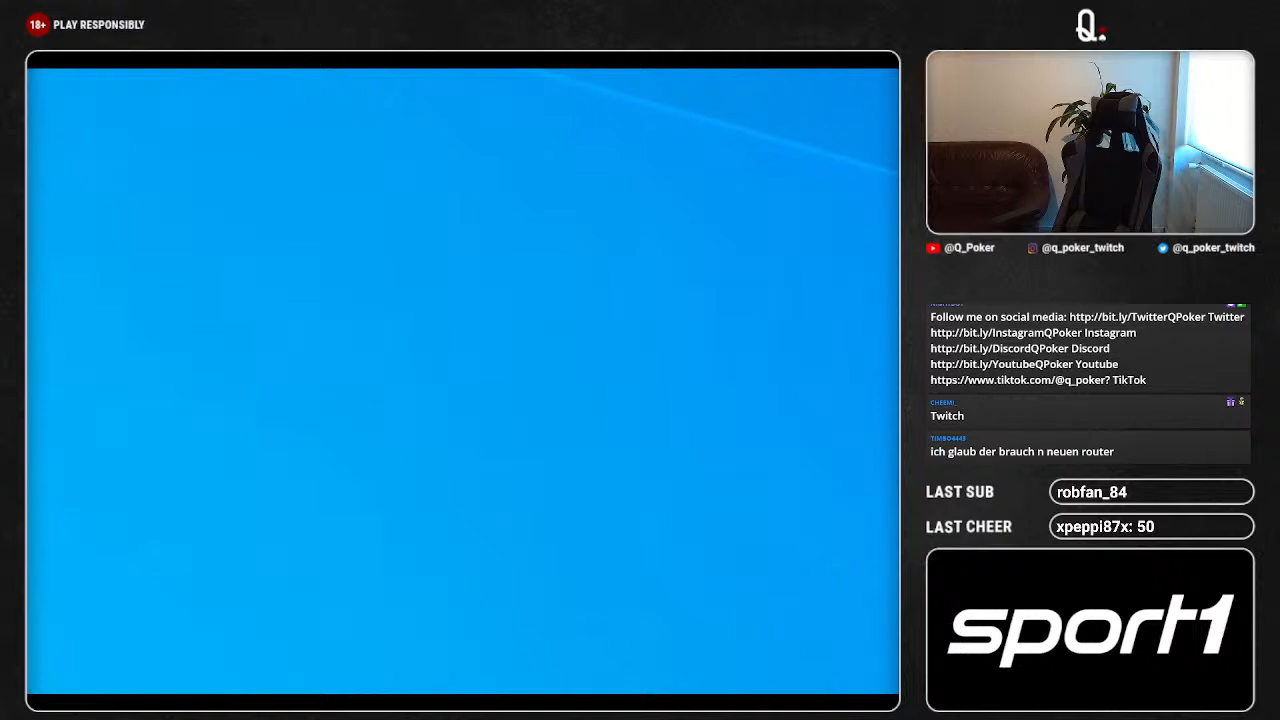 18+ PLAY RESPONSIBLY
Q.
@Q_Poker @q_poker_twitch @q_poker_twitch
Follow me on social media: http://bit.ly/TwitterQPoker Twitter
http://bit.ly/InstagramQPoker Instagram
http://bit.ly/DiscordQPoker Discord
http://bit.ly/YoutubeQPoker Youtube
https://www.tiktok.com/@q_poker? TikTok
CHEEMI_
Twitch
TIMBO4443
ich glaub der brauch n neuen router
LAST SUB robfan_84
LAST CHEER xpeppi87x: 50
sport1